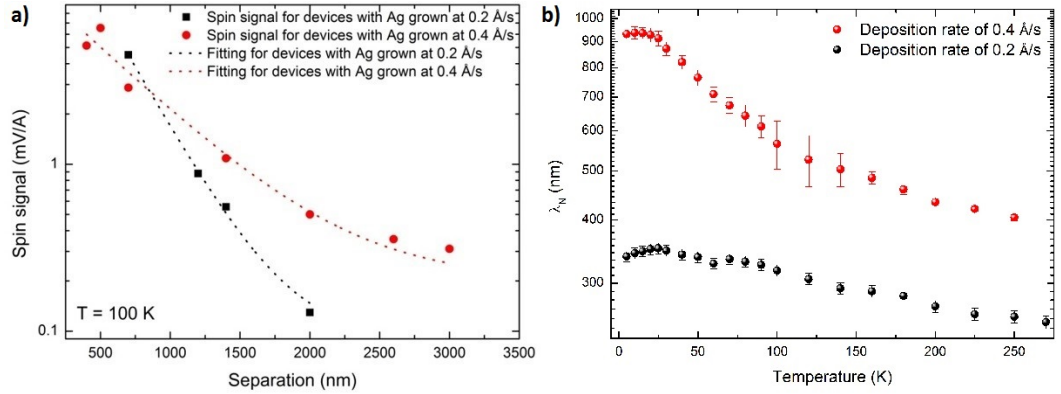 a)
Spin signal for devices with Ag grown at 0.2 Å/s
Spin signal for devices with Ag grown at 0.4 Å/s
Fitting for devices with Ag grown at 0.2 Å/s
Fitting for devices with Ag grown at 0.4 Å/s
Spin signal (mV/A)
1
0.1
T = 100 K
500 1000 1500 2000 2500 3000 3500
Separation (nm)
b)
Deposition rate of 0.4 Å/s
Deposition rate of 0.2 Å/s
λN (nm)
1000
900
800
700
600
500
400
300
0 50 100 150 200 250
Temperature (K)